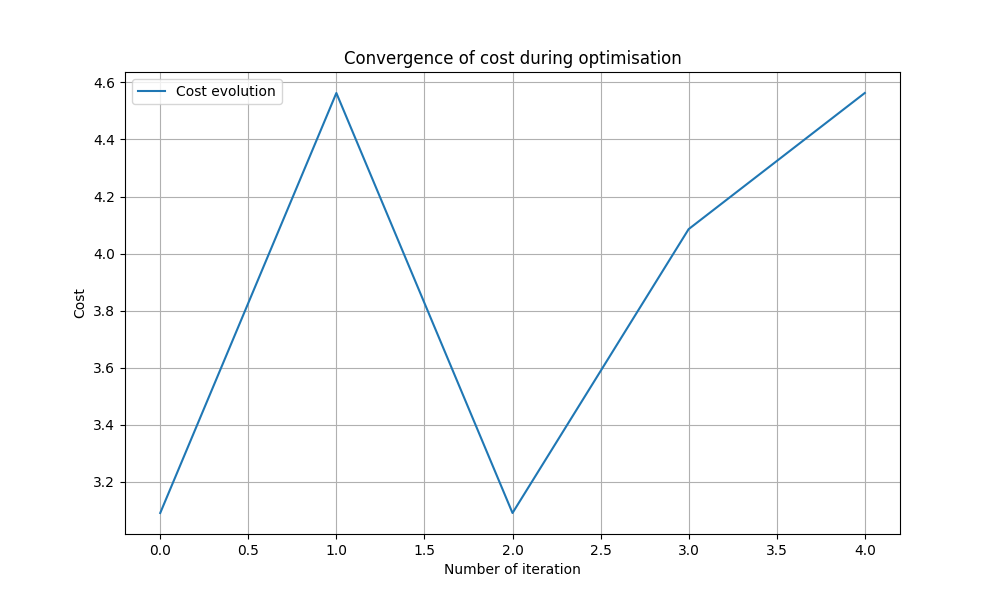 Convergence of cost during optimisation
Cost evolution
Cost
4.6
4.4
4.2
4.0
3.8
3.6
3.4
3.2
0.0 0.5 1.0 1.5 2.0 2.5 3.0 3.5 4.0
Number of iteration